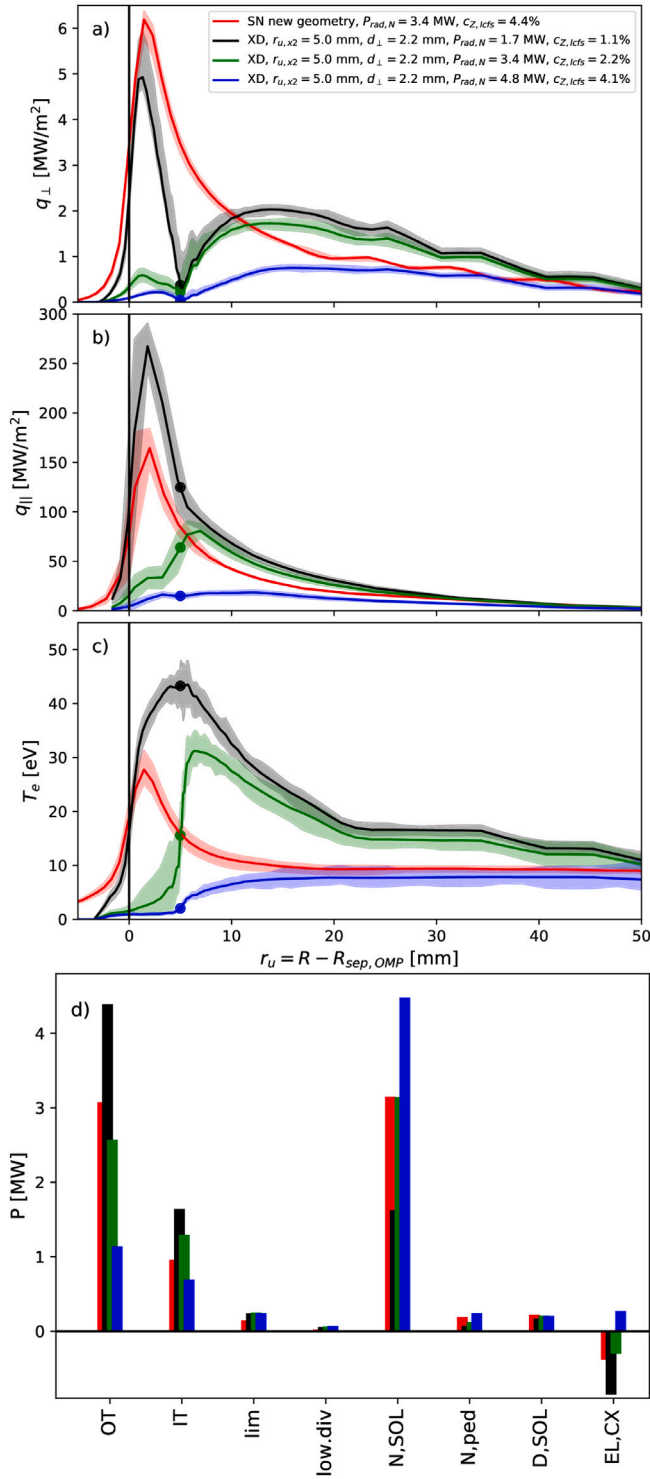 a)
SN new geometry, P_rad,N = 3.4 MW, c_Z,lcfs = 4.4%
XD, r_u,x2 = 5.0 mm, d_⊥ = 2.2 mm, P_rad,N = 1.7 MW, c_Z,lcfs = 1.1%
XD, r_u,x2 = 5.0 mm, d_⊥ = 2.2 mm, P_rad,N = 3.4 MW, c_Z,lcfs = 2.2%
XD, r_u,x2 = 5.0 mm, d_⊥ = 2.2 mm, P_rad,N = 4.8 MW, c_Z,lcfs = 4.1%
q_⊥ [MW/m²]
6
5
4
3
2
1
0
b)
q_|| [MW/m²]
300
250
200
150
100
50
0
c)
T_e [eV]
50
40
30
20
10
0
0 10 20 30 40 50
r_u = R − R_sep,OMP [mm]
d)
P [MW]
4
3
2
1
0
OT
IT
lim
low.div
N,SOL
N,ped
D,SOL
EL,CX